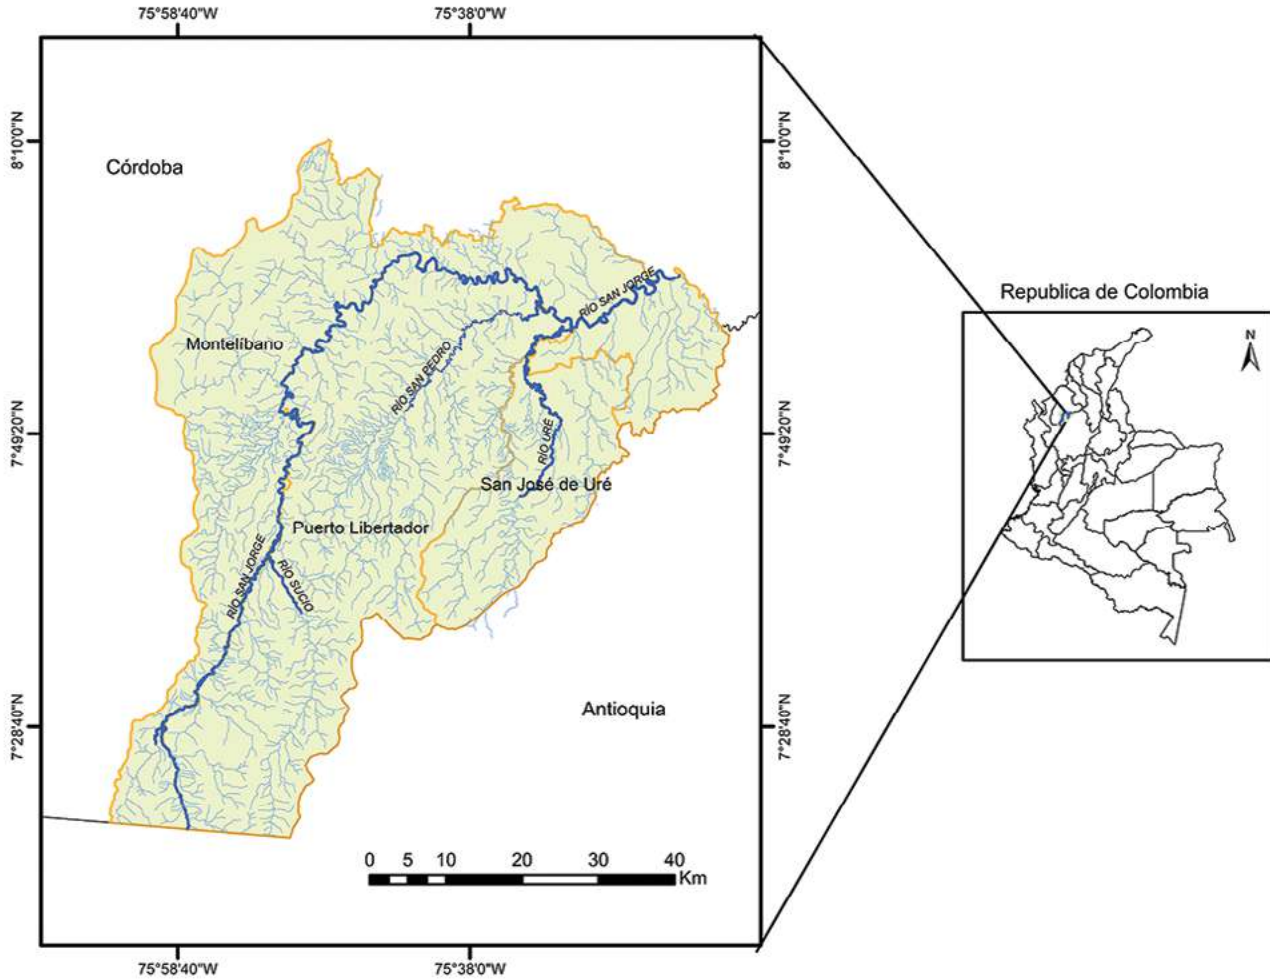 75°58'40"W
75°38'0"W
8°10'0"N
8°10'0"N
Córdoba
Republica de Colombia
N
RÍO SAN JORGE
Montelíbano
RÍO SAN PEDRO
7°49'20"N
7°49'20"N
RÍO URÉ
San José de Uré
Puerto Libertador
RÍO SAN JORGE
RÍO SUCIO
Antioquia
7°28'40"N
7°28'40"N
0 5 10 20 30 40
Km
75°58'40"W
75°38'0"W